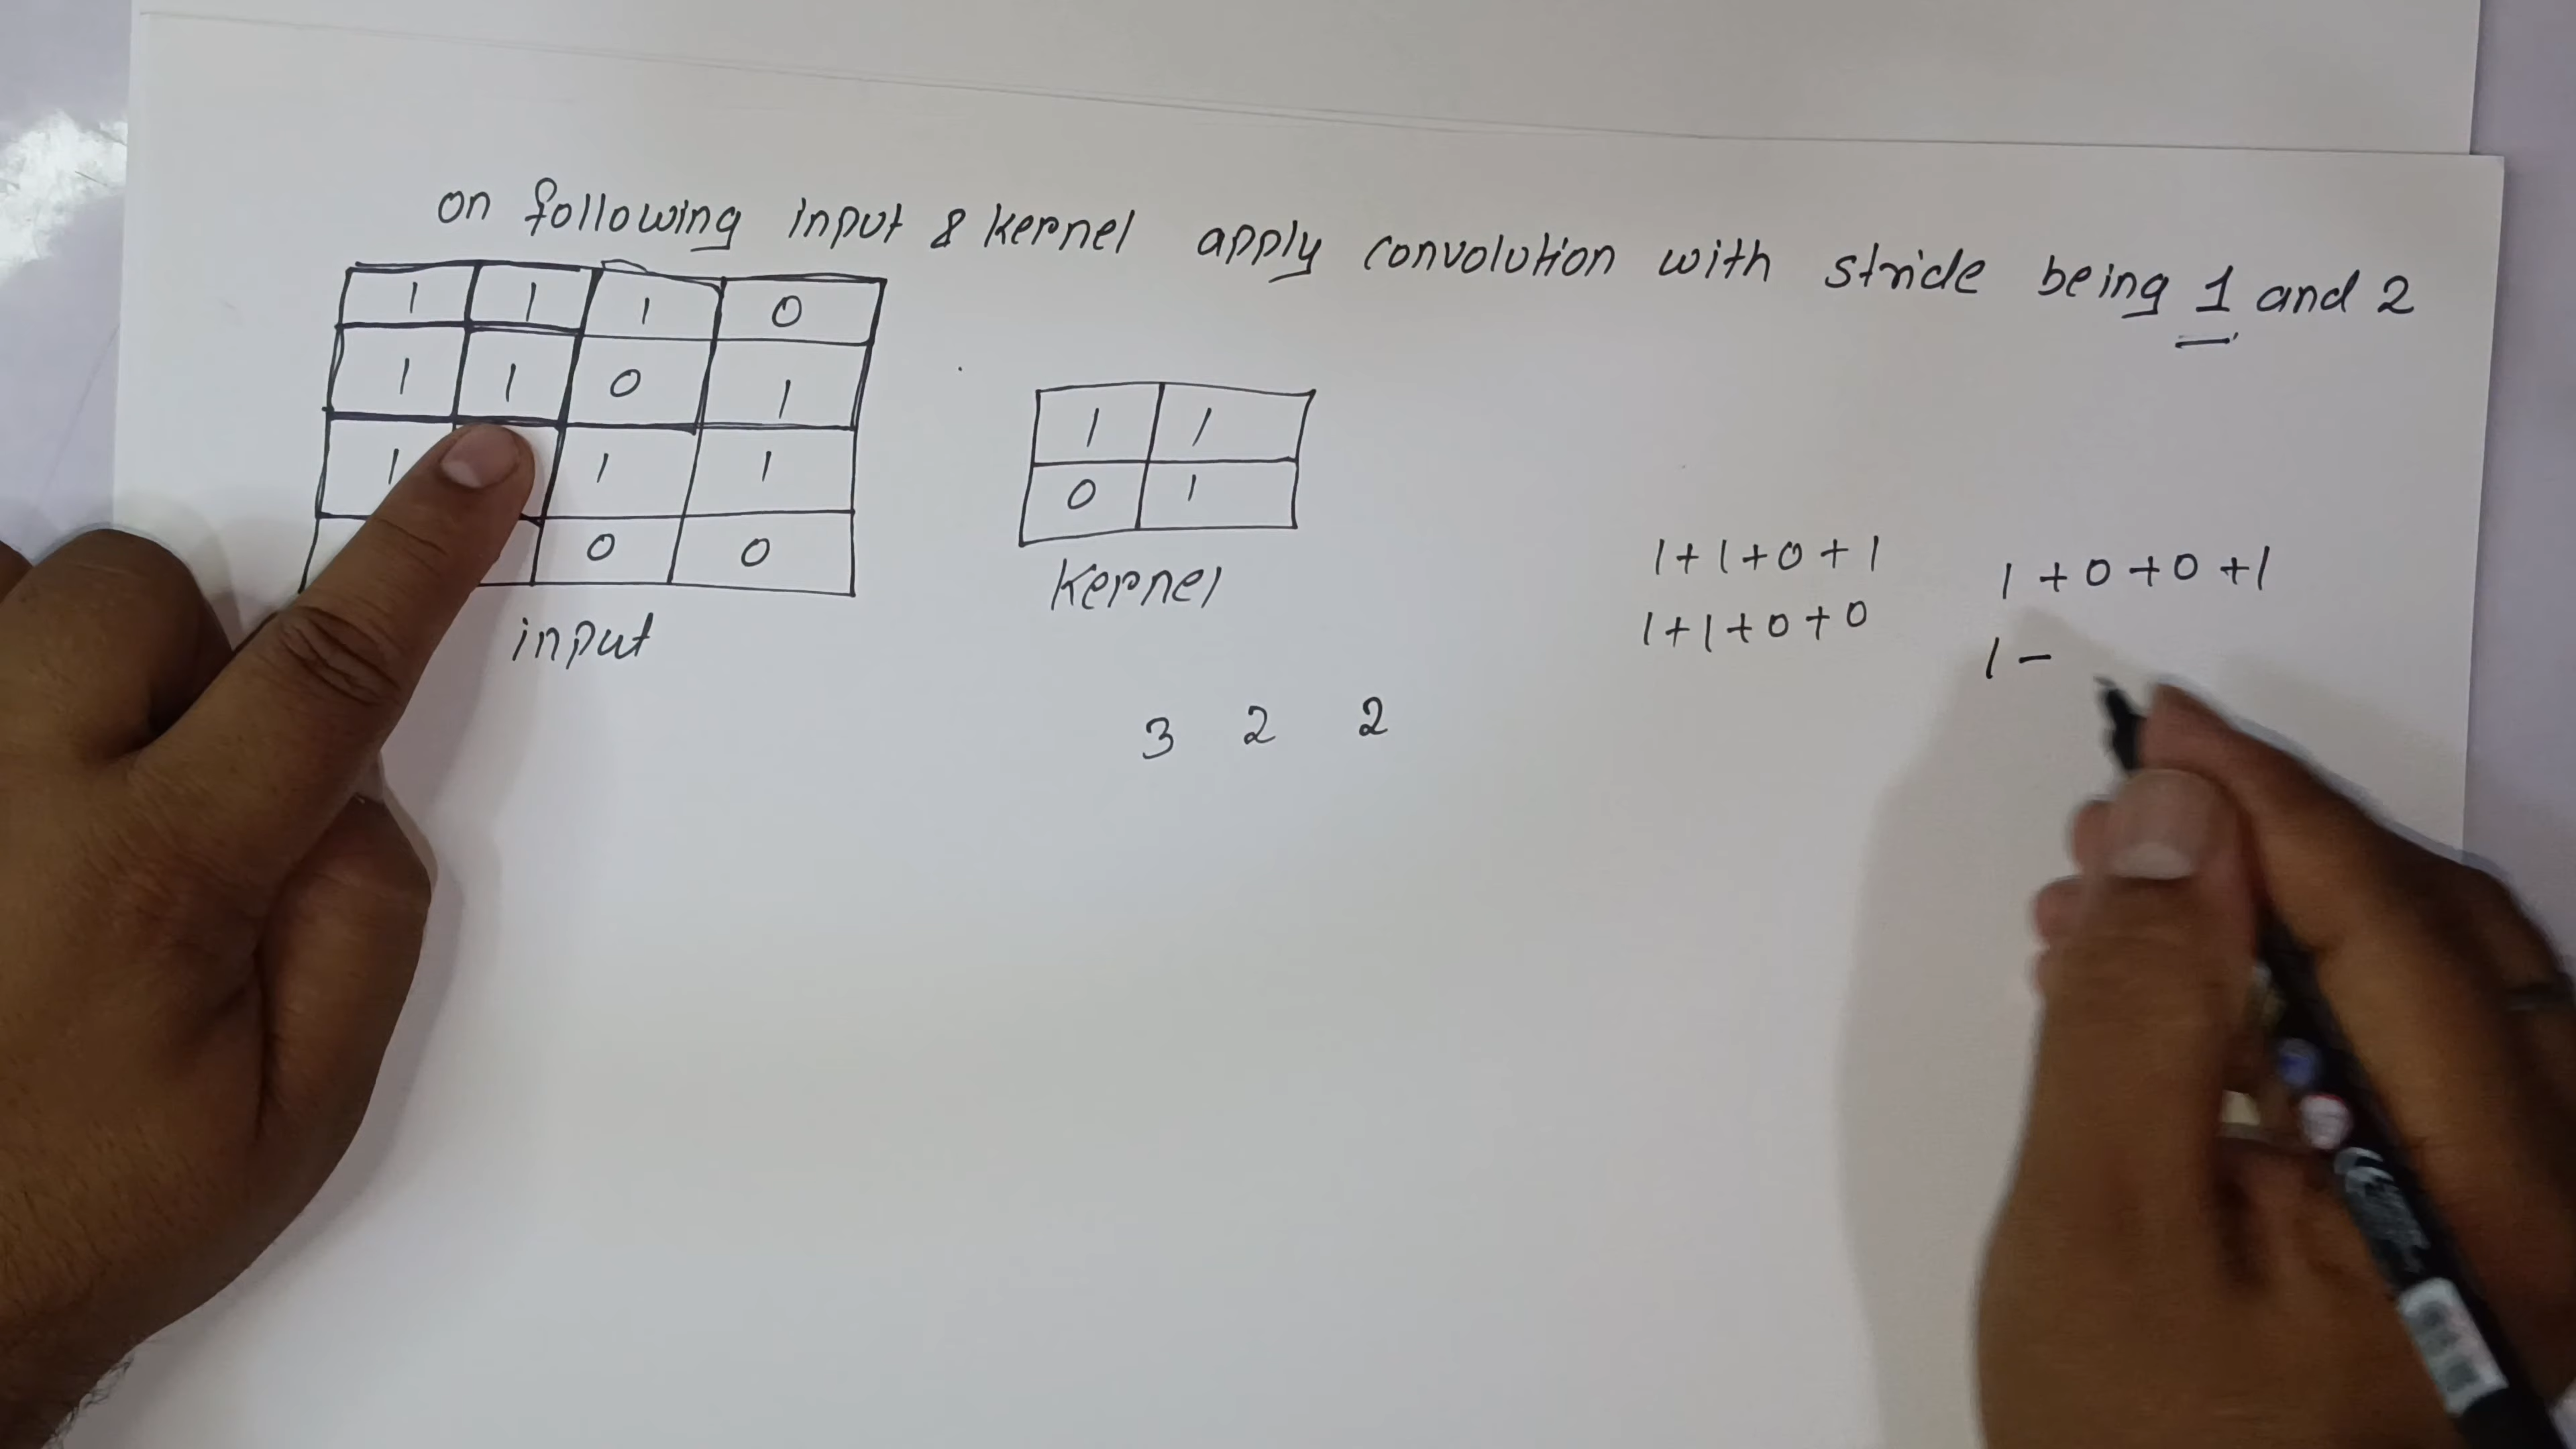 on following input & kernel apply convolution with stride being 1 and 2
1 1 1 0
1 1 0 1
1 1 1
0 0
input
1 1
0 1
kernel
1+1+0+1
1+1+0+0
1+0+0+1
1-
3 2 2